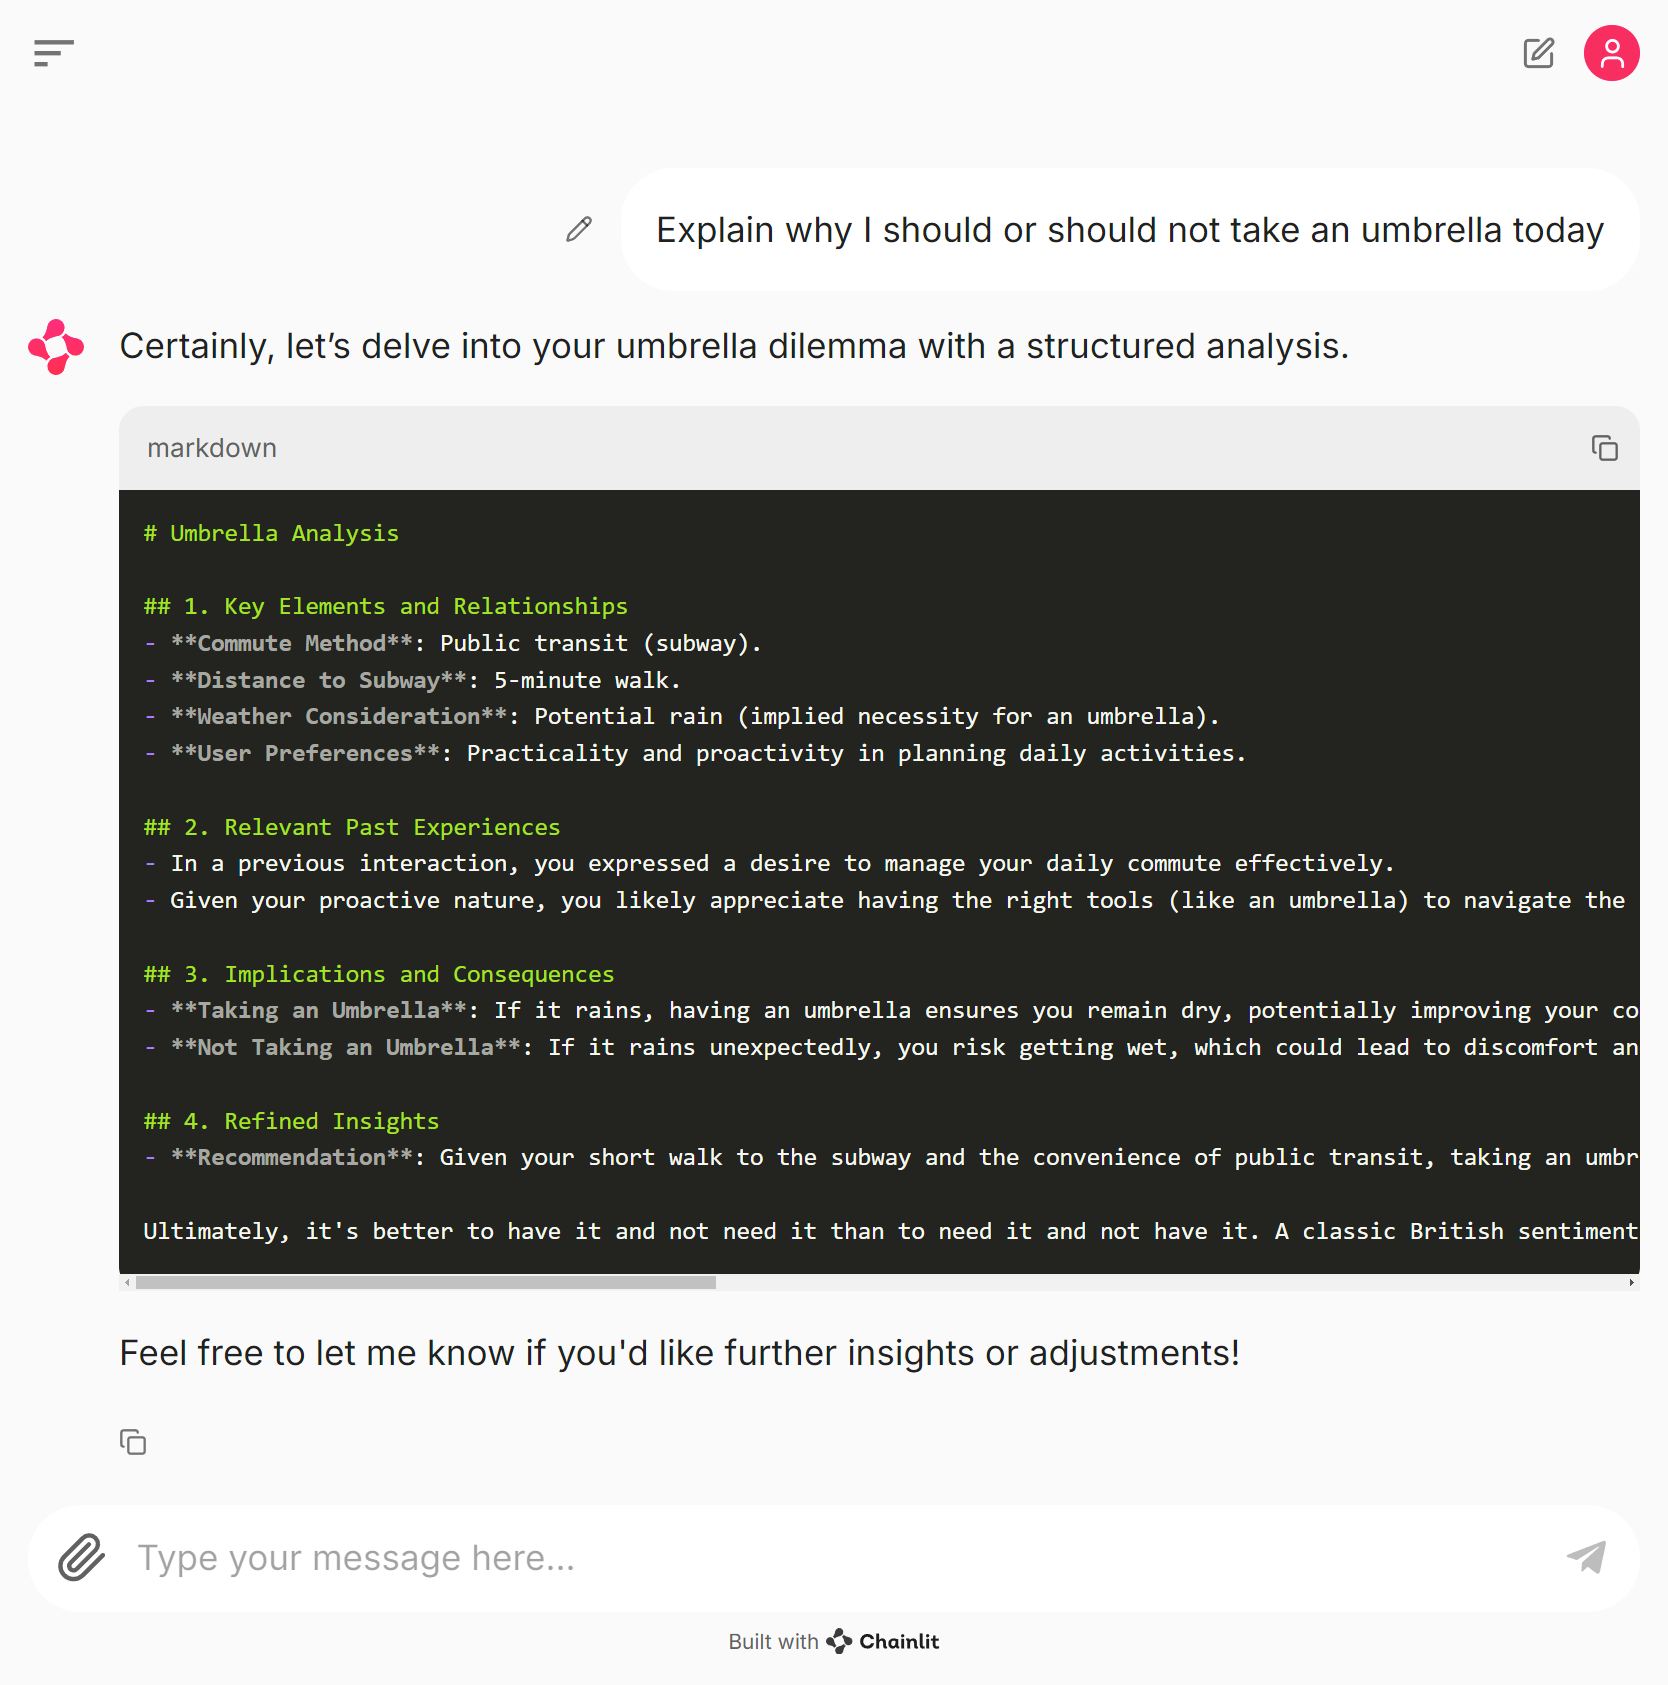 Explain why I should or should not take an umbrella today
Certainly, let’s delve into your umbrella dilemma with a structured analysis.
markdown
# Umbrella Analysis
## 1. Key Elements and Relationships
- **Commute Method**: Public transit (subway).
- **Distance to Subway**: 5-minute walk.
- **Weather Consideration**: Potential rain (implied necessity for an umbrella).
- **User Preferences**: Practicality and proactivity in planning daily activities.
## 2. Relevant Past Experiences
- In a previous interaction, you expressed a desire to manage your daily commute effectively.
- Given your proactive nature, you likely appreciate having the right tools (like an umbrella) to navigate the
## 3. Implications and Consequences
- **Taking an Umbrella**: If it rains, having an umbrella ensures you remain dry, potentially improving your co
- **Not Taking an Umbrella**: If it rains unexpectedly, you risk getting wet, which could lead to discomfort an
## 4. Refined Insights
- **Recommendation**: Given your short walk to the subway and the convenience of public transit, taking an umbr
Ultimately, it's better to have it and not need it than to need it and not have it. A classic British sentiment
Feel free to let me know if you'd like further insights or adjustments!
Type your message here...
Built with Chainlit